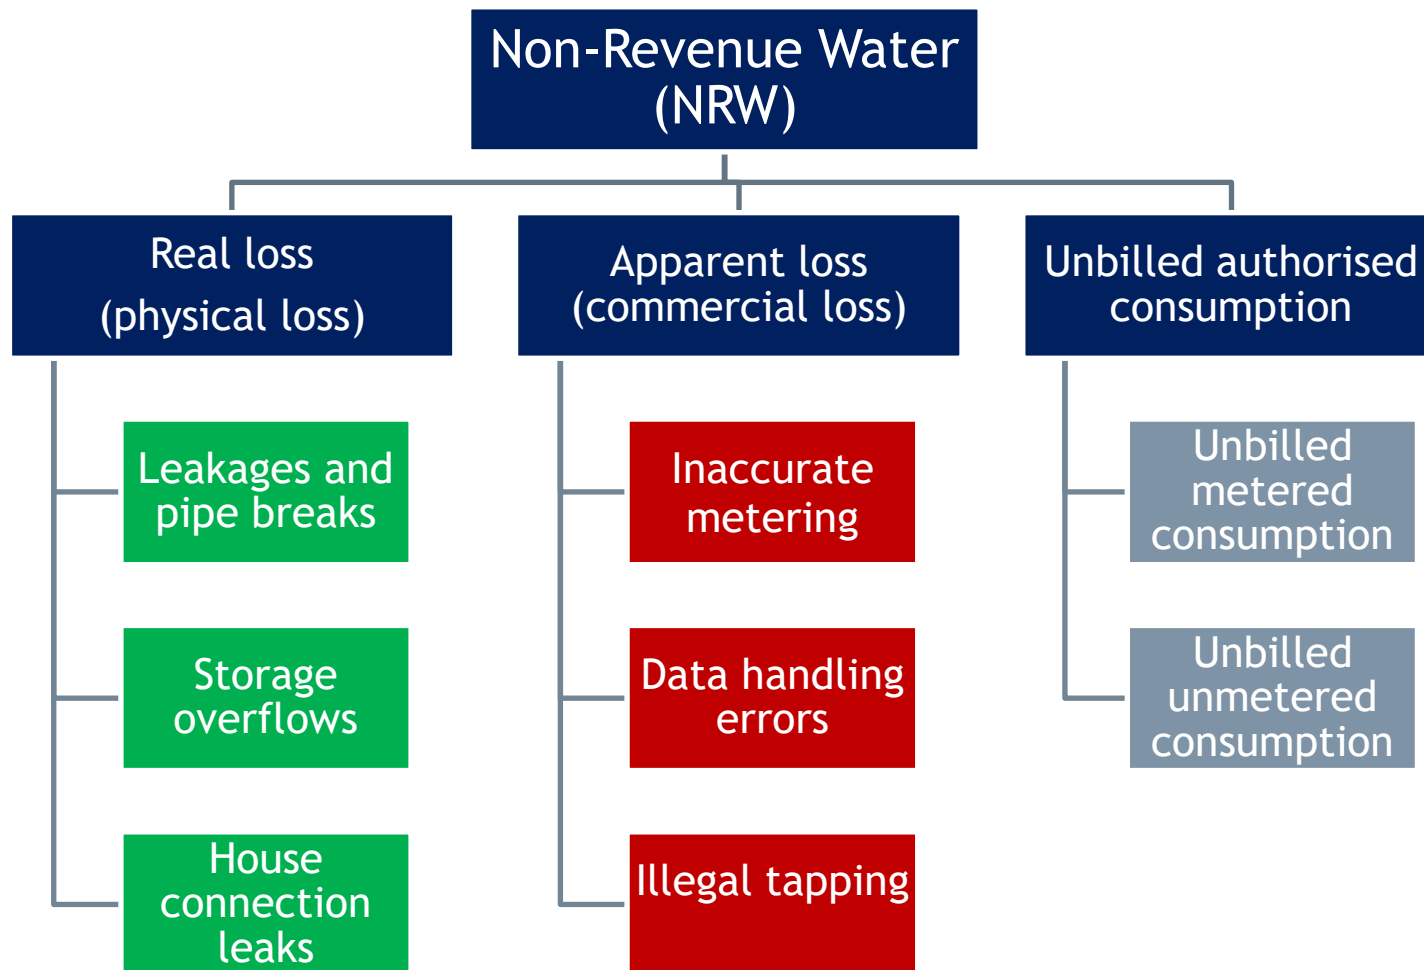 Non-Revenue Water
(NRW)
Real loss
(physical loss)
Apparent loss
(commercial loss)
Unbilled authorised
consumption
Leakages and
pipe breaks
Storage
overflows
House
connection
leaks
Inaccurate
metering
Data handling
errors
Illegal tapping
Unbilled
metered
consumption
Unbilled
unmetered
consumption